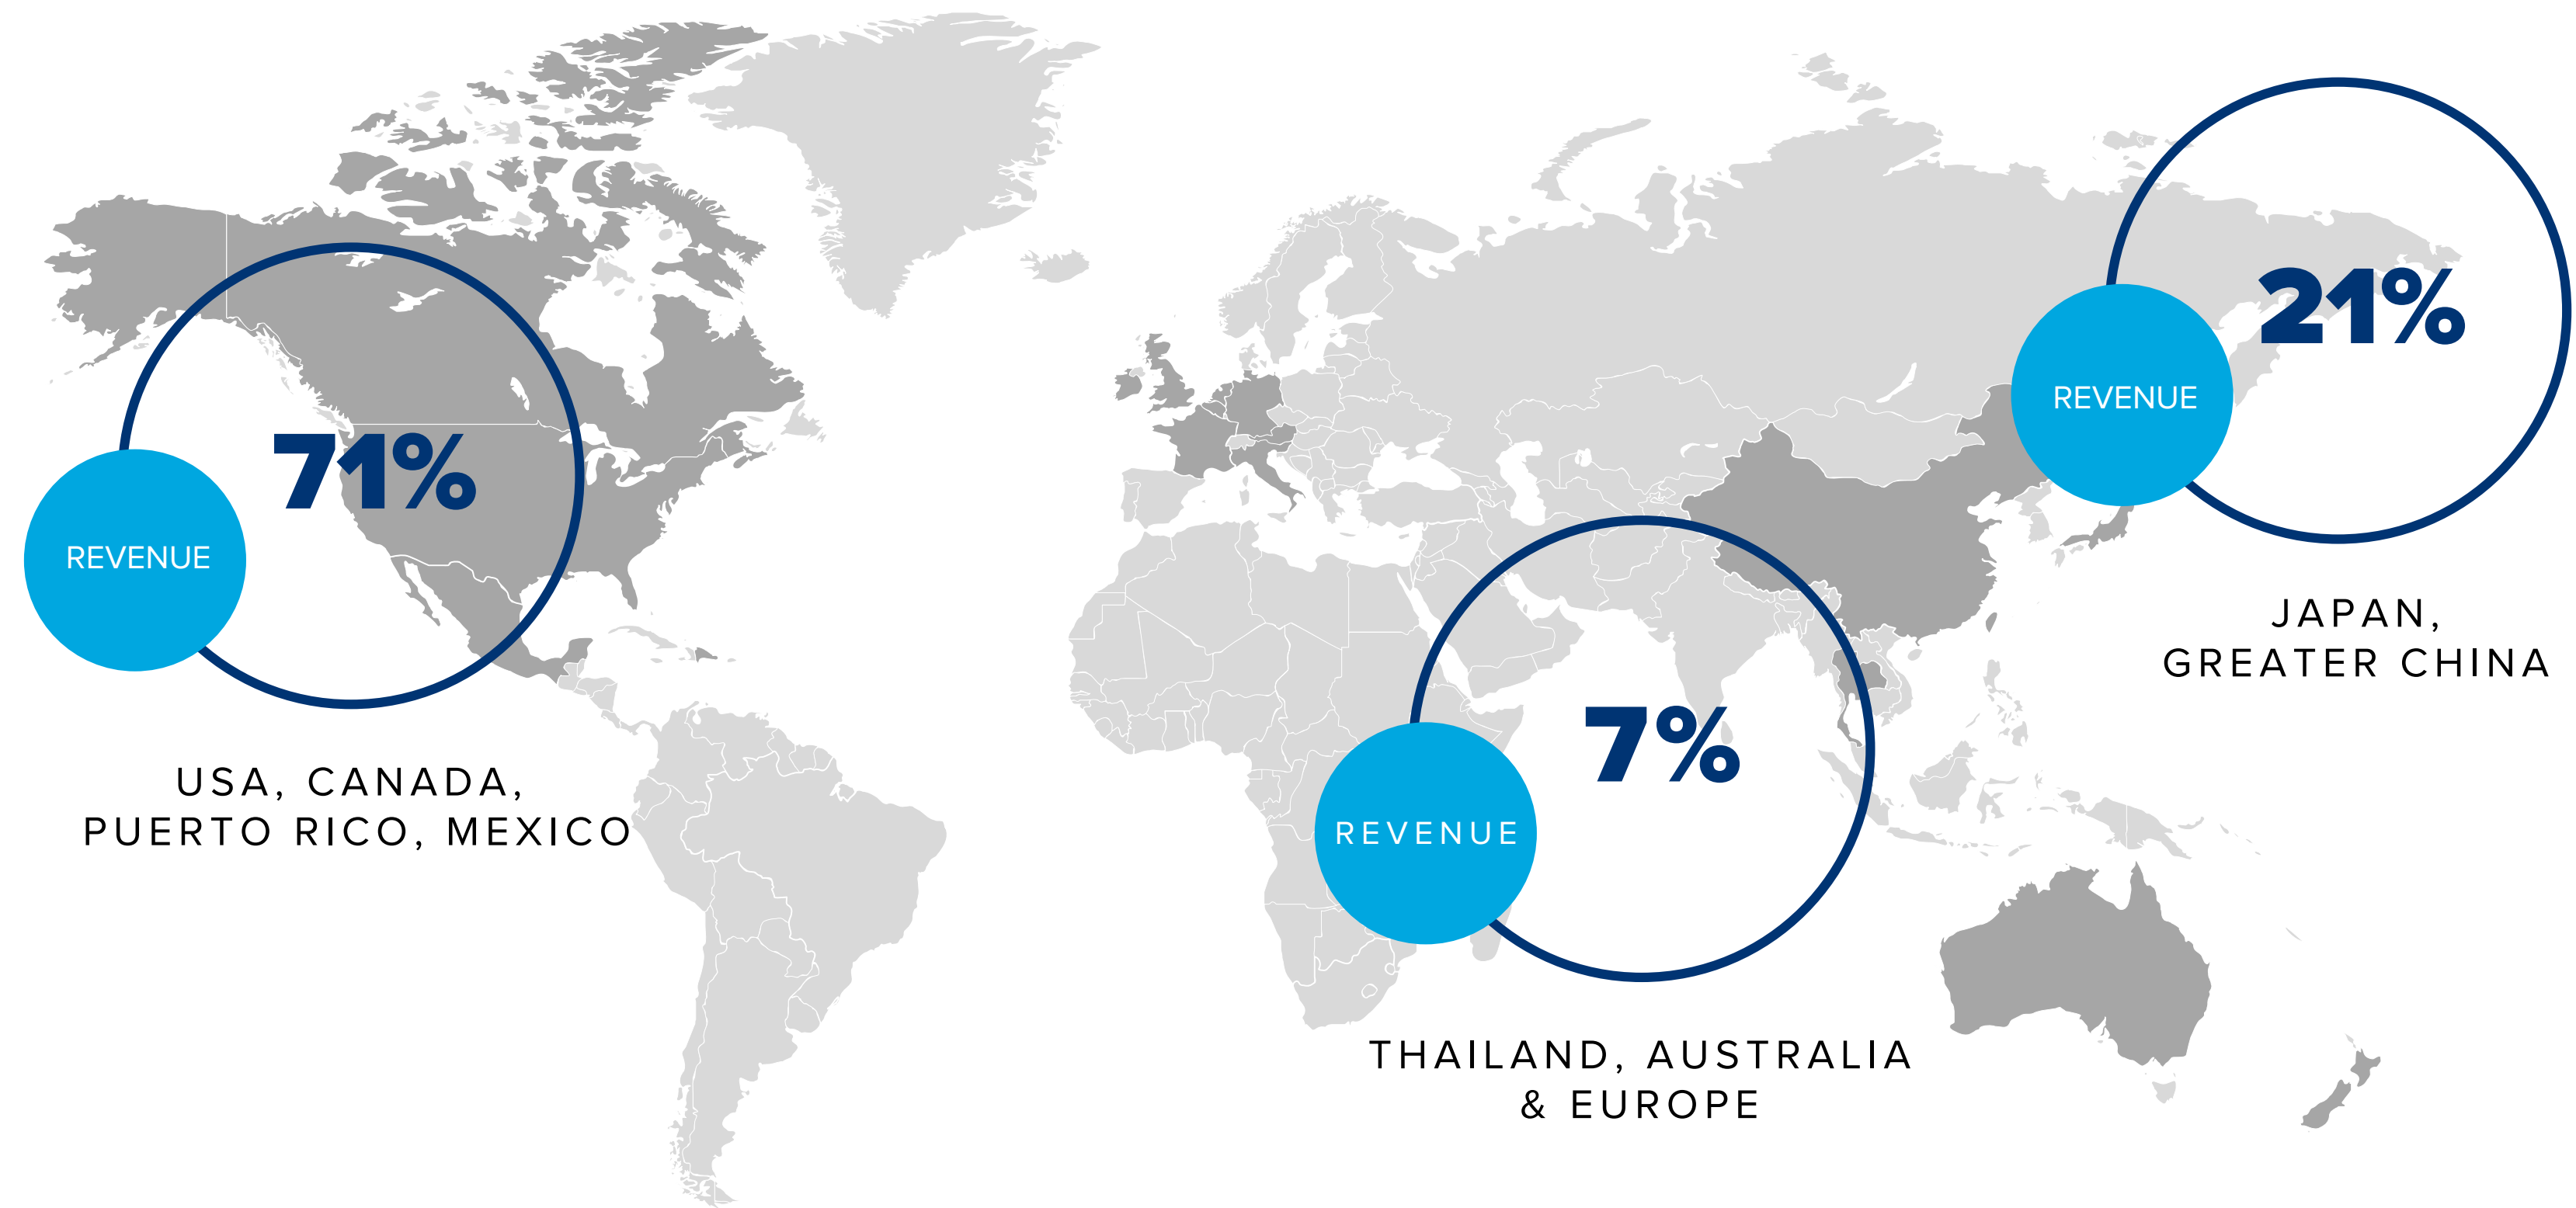 71%
REVENUE
USA, CANADA,
PUERTO RICO, MEXICO
7%
REVENUE
THAILAND, AUSTRALIA
& EUROPE
21%
REVENUE
JAPAN,
GREATER CHINA